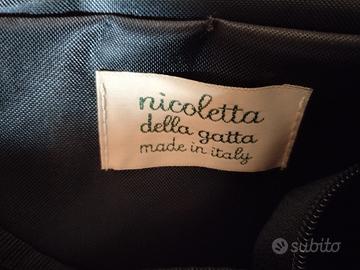 nicoletta
della gatta
made in italy
subito